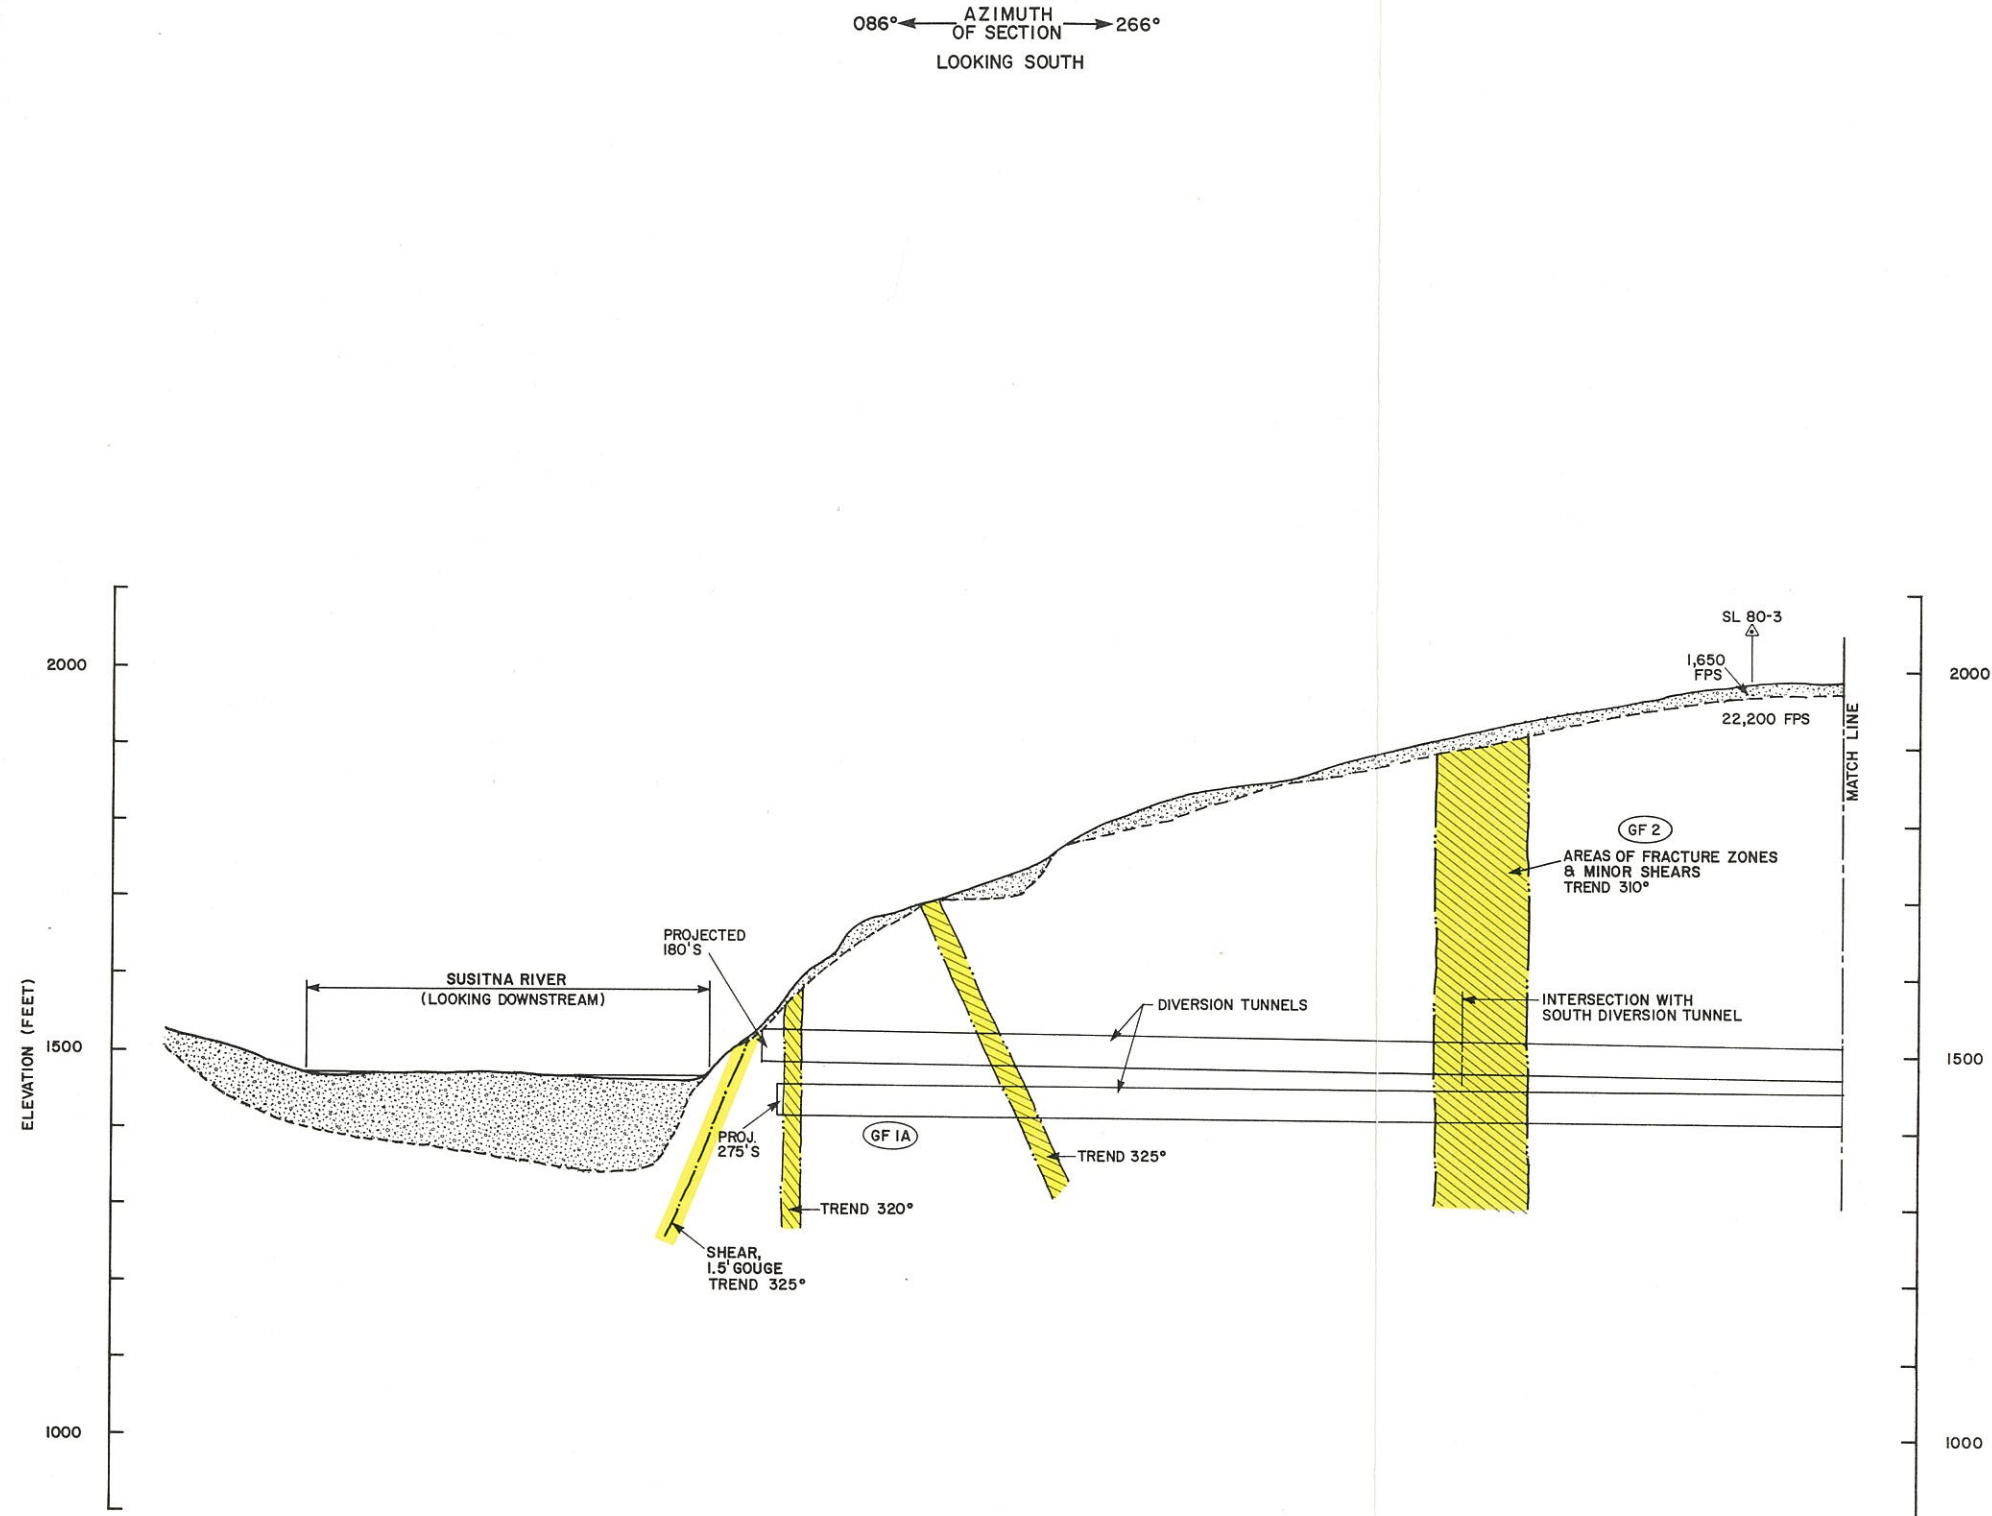 AZIMUTH
086° OF SECTION 266°
LOOKING SOUTH
SL 80-3
1,650
FPS
22,200 FPS
MATCH LINE
2000
2000
GF 2
AREAS OF FRACTURE ZONES
& MINOR SHEARS
TREND 310°
PROJECTED
180'S
SUSITNA RIVER
(LOOKING DOWNSTREAM)
DIVERSION TUNNELS
INTERSECTION WITH
SOUTH DIVERSION TUNNEL
ELEVATION (FEET)
1500
1500
PROJ.
275'S
GF 1A
TREND 325°
TREND 320°
SHEAR,
1.5' GOUGE
TREND 325°
1000
1000